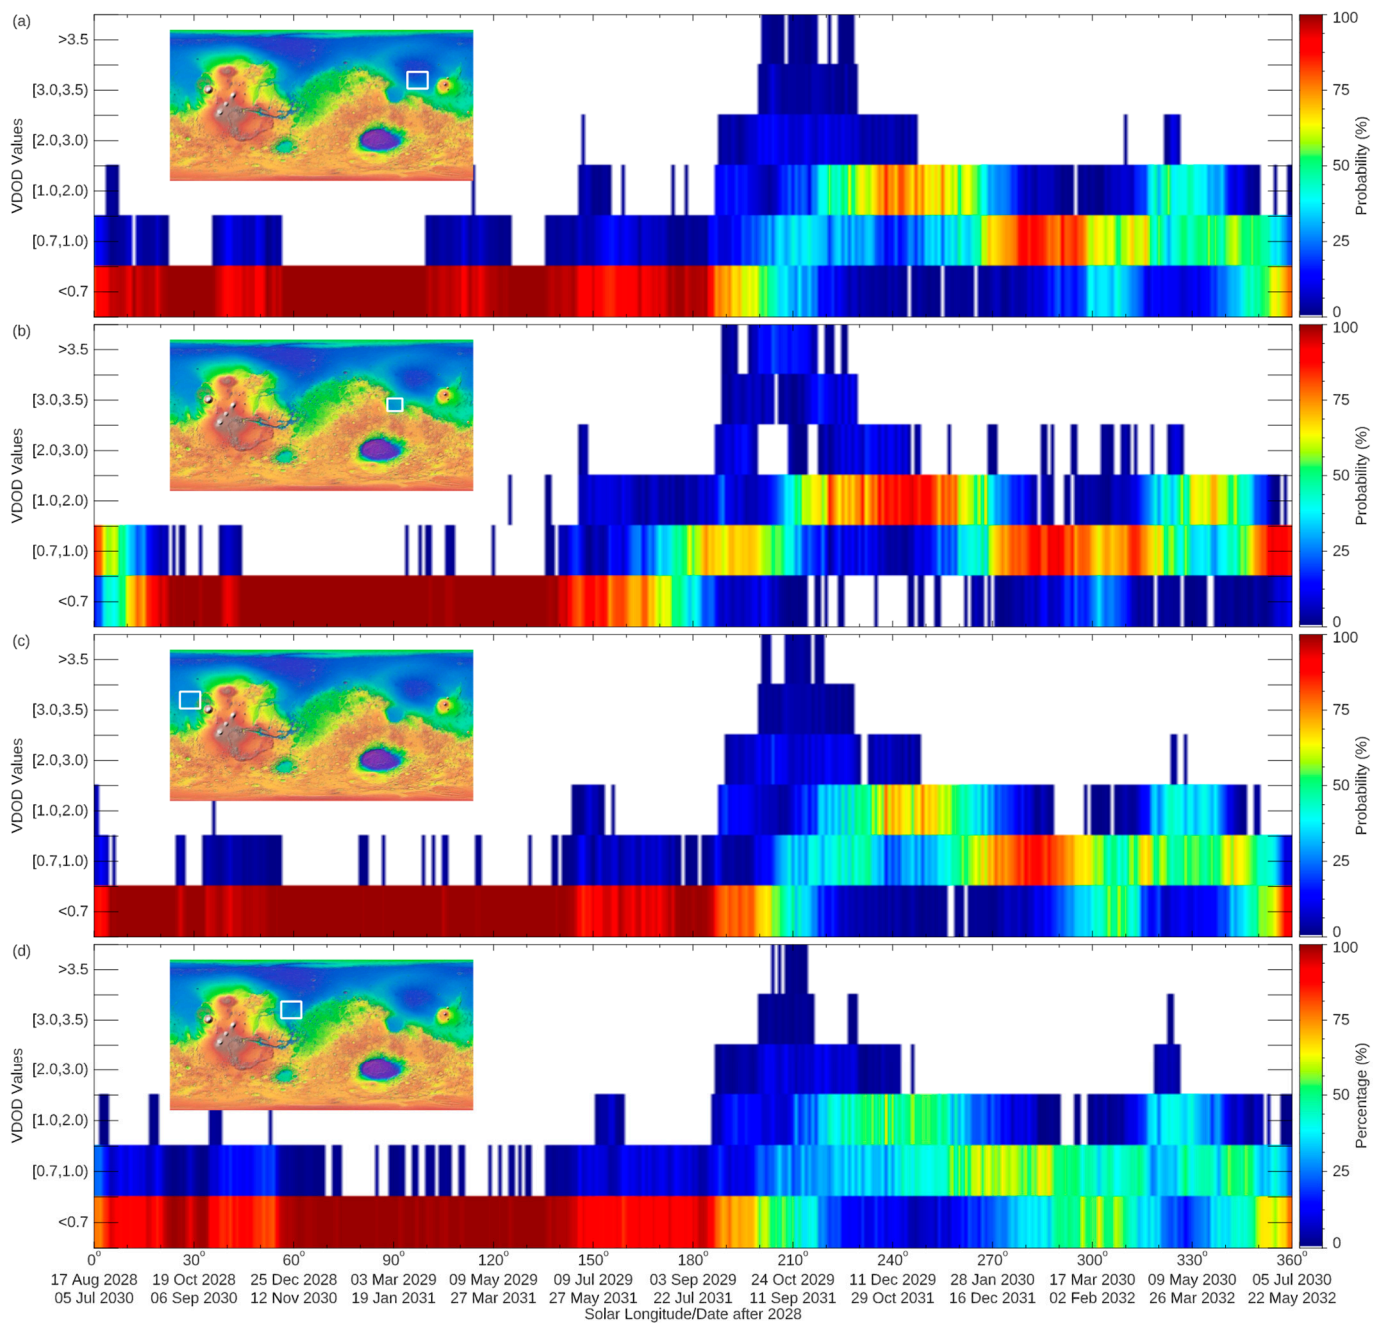 (a)
VDOD Values
>3.5
[3.0,3.5)
[2.0,3.0)
[1.0,2.0)
[0.7,1.0)
<0.7
100
75
50
25
0
Probability (%)
(b)
VDOD Values
>3.5
[3.0,3.5)
[2.0,3.0)
[1.0,2.0)
[0.7,1.0)
<0.7
100
75
50
25
0
Probability (%)
(c)
VDOD Values
>3.5
[3.0,3.5)
[2.0,3.0)
[1.0,2.0)
[0.7,1.0)
<0.7
100
75
50
25
0
Probability (%)
(d)
VDOD Values
>3.5
[3.0,3.5)
[2.0,3.0)
[1.0,2.0)
[0.7,1.0)
<0.7
100
75
50
25
0
Percentage (%)
0° 30° 60° 90° 120° 150° 180° 210° 240° 270° 300° 330° 360°
17 Aug 2028 19 Oct 2028 25 Dec 2028 03 Mar 2029 09 May 2029 09 Jul 2029 03 Sep 2029 24 Oct 2029 11 Dec 2029 28 Jan 2030 17 Mar 2030 09 May 2030 05 Jul 2030
05 Jul 2030 06 Sep 2030 12 Nov 2030 19 Jan 2031 27 Mar 2031 27 May 2031 22 Jul 2031 11 Sep 2031 29 Oct 2031 16 Dec 2031 02 Feb 2032 26 Mar 2032 22 May 2032
Solar Longitude/Date after 2028